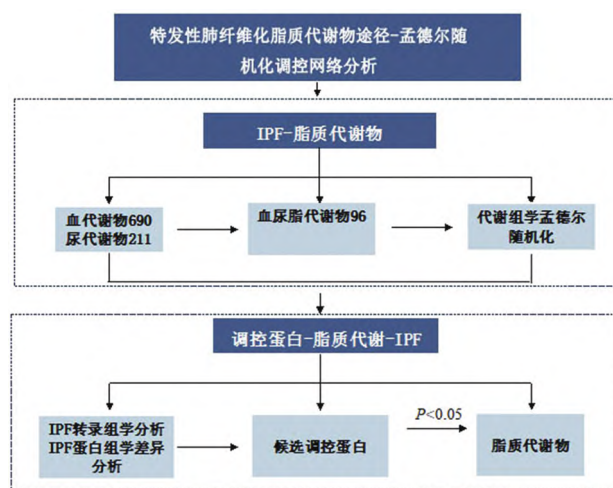 特发性肺纤维化脂质代谢物途径-孟德尔随
机化调控网络分析
IPF-脂质代谢物
血代谢物690
尿代谢物211
血尿脂代谢物96
代谢组学孟德尔
随机化
调控蛋白-脂质代谢-IPF
IPF转录组学分析
IPF蛋白组学差异
分析
候选调控蛋白
P<0.05
脂质代谢物